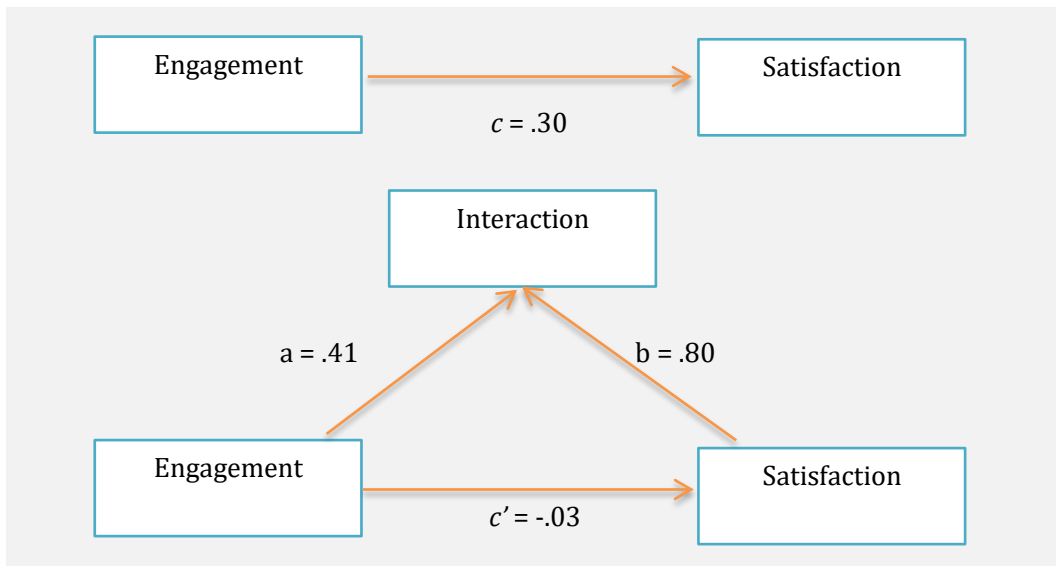 Engagement
Satisfaction
c = .30
Interaction
a = .41
b = .80
Engagement
Satisfaction
c’ = -.03